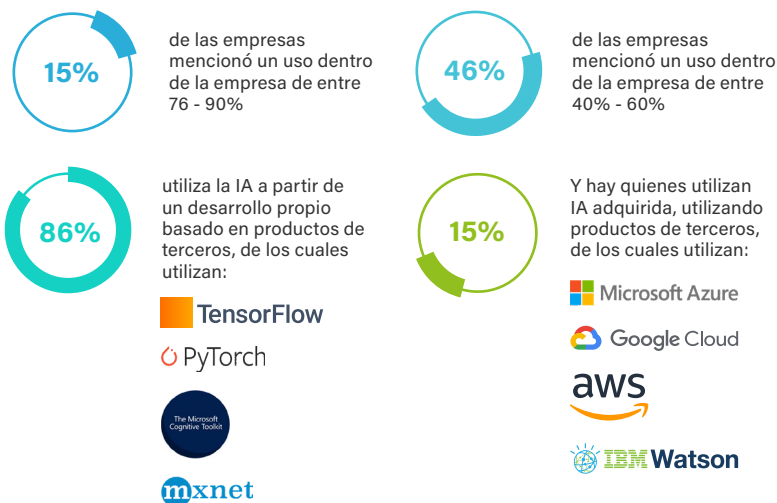 15%
de las empresas
mencionó un uso dentro
de la empresa de entre
76 - 90%
46%
de las empresas
mencionó un uso dentro
de la empresa de entre
40% - 60%
86%
utiliza la IA a partir de
un desarrollo propio
basado en productos de
terceros, de los cuales
utilizan:
TensorFlow
PyTorch
The Microsoft
Cognitive Toolkit
mxnet
15%
Y hay quienes utilizan
IA adquirida, utilizando
productos de terceros,
de los cuales utilizan:
Microsoft Azure
Google Cloud
aws
IBM Watson